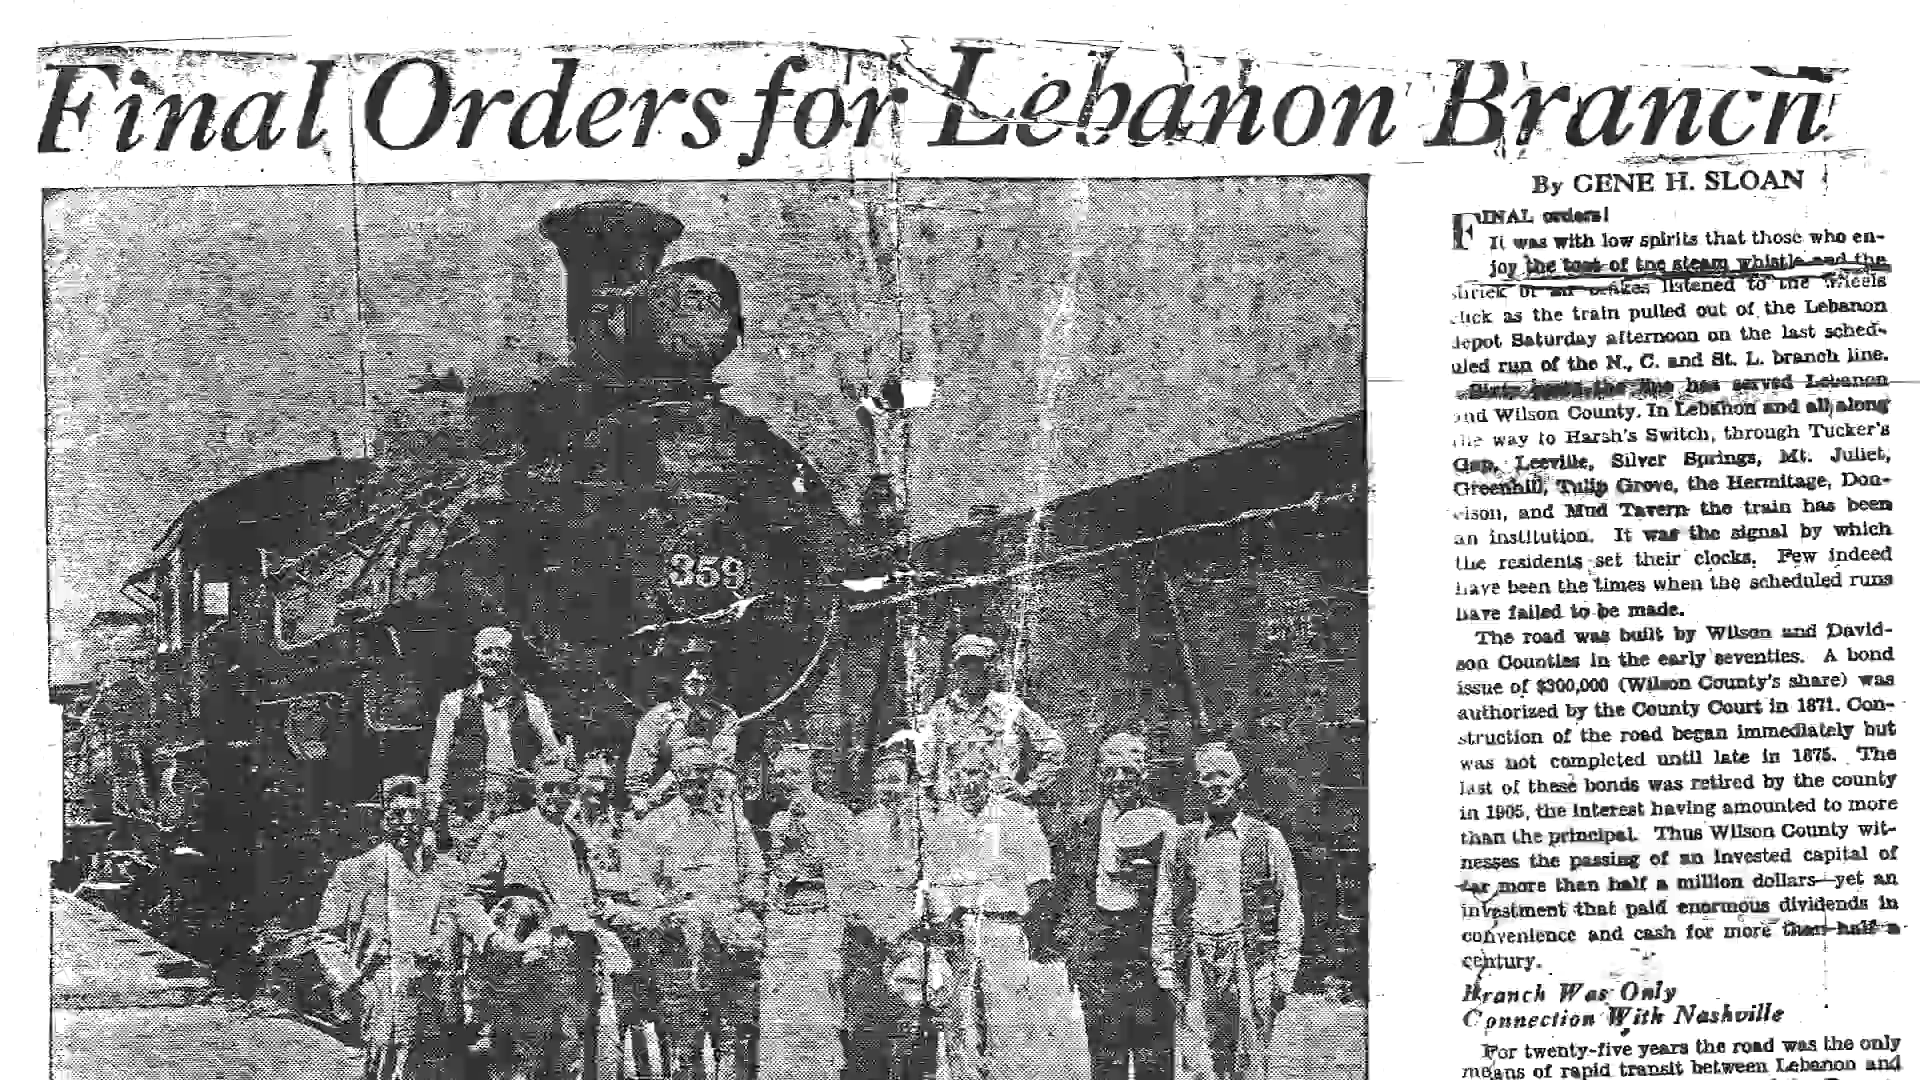 Final Orders for Lebanon Branch
By GENE H. SLOAN
FINAL orders!
It was with low spirits that those who en-
joy the toot of the steam whistle and the
shriek of air brakes listened to the wheels
click as the train pulled out of the Lebanon
depot Saturday afternoon on the last sched-
uled run of the N., C. and St. L. branch line.
the line has served Lebanon
and Wilson County. In Lebanon and all along
the way to Harsh's Switch, through Tucker's
Gap, Leeville, Silver Springs, Mt. Juliet,
Greenhill, Tulip Grove, the Hermitage, Don-
elson, and Mud Tavern the train has been
an institution. It was the signal by which
the residents set their clocks. Few indeed
have been the times when the scheduled runs
have failed to be made.
The road was built by Wilson and David-
son Counties in the early seventies. A bond
issue of $300,000 (Wilson County's share) was
authorized by the County Court in 1871. Con-
struction of the road began immediately but
was not completed until late in 1875. The
last of these bonds was retired by the county
in 1905, the interest having amounted to more
than the principal. Thus Wilson County wit-
nesses the passing of an invested capital of
far more than half a million dollars—yet an
investment that paid enormous dividends in
convenience and cash for more than half a
century.
Branch Was Only
Connection With Nashville
For twenty-five years the road was the only
means of rapid transit between Lebanon and
359